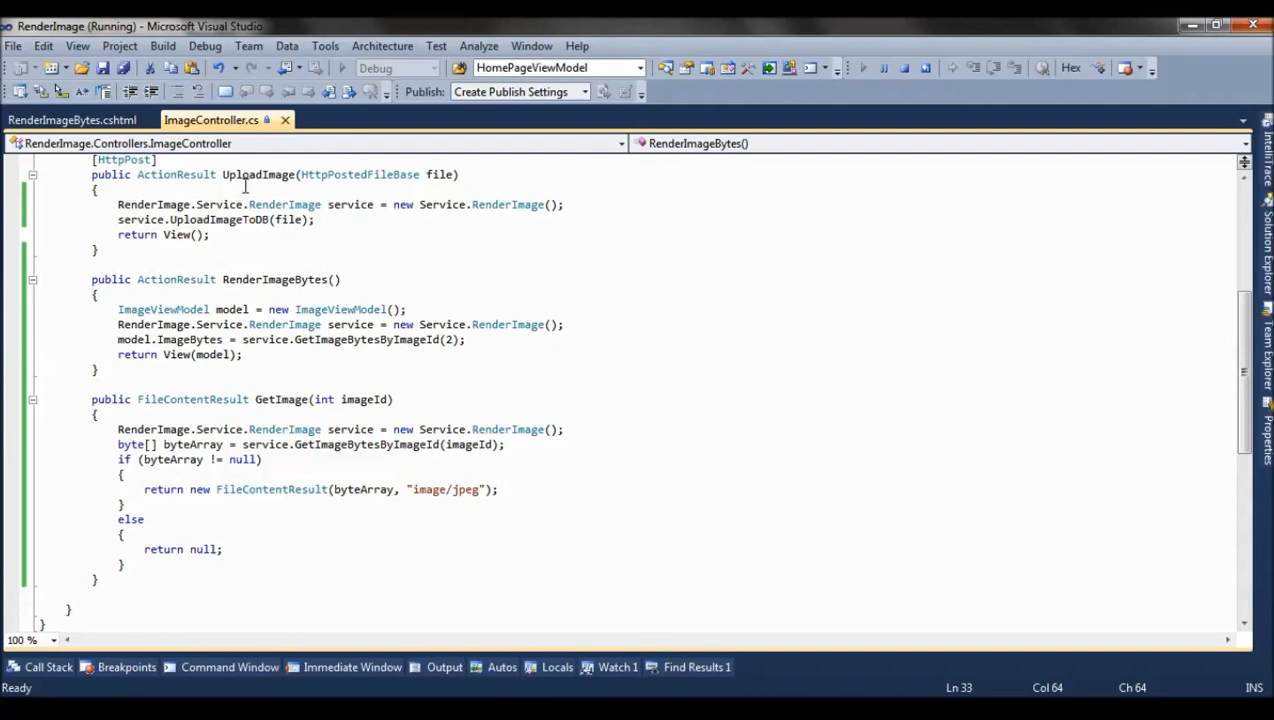 RenderImage (Running) - Microsoft Visual Studio
File Edit View Project Build Debug Team Data Tools Architecture Test Analyze Window Help
Debug HomePageViewModel Hex
Publish: Create Publish Settings
RenderImageBytes.cshtml ImageController.cs
RenderImage.Controllers.ImageController RenderImageBytes()
[HttpPost]
public ActionResult UploadImage(HttpPostedFileBase file)
{
RenderImage.Service.RenderImage service = new Service.RenderImage();
service.UploadImageToDB(file);
return View();
}
public ActionResult RenderImageBytes()
{
ImageViewModel model = new ImageViewModel();
RenderImage.Service.RenderImage service = new Service.RenderImage();
model.ImageBytes = service.GetImageBytesByImageId(2);
return View(model);
}
public FileContentResult GetImage(int imageId)
{
RenderImage.Service.RenderImage service = new Service.RenderImage();
byte[] byteArray = service.GetImageBytesByImageId(imageId);
if (byteArray != null)
{
return new FileContentResult(byteArray, "image/jpeg");
}
else
{
return null;
}
}
}
}
100 %
Call Stack Breakpoints Command Window Immediate Window Output Autos Locals Watch 1 Find Results 1
Ready Ln 33 Col 64 Ch 64 INS
IntelliTrace
Solution Explorer
Team Explorer
Properties